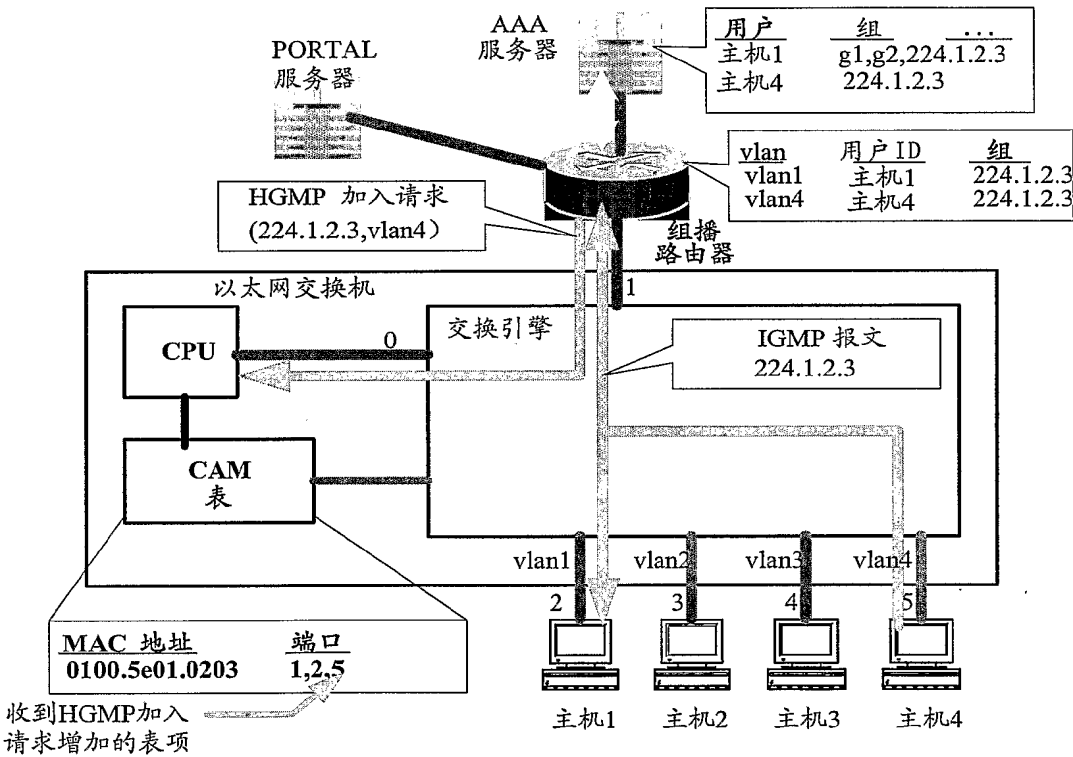 AAA
服务器
PORTAL
服务器
用户 组 ...
主机1 g1,g2,224.1.2.3
主机4 224.1.2.3
vlan 用户ID 组
vlan1 主机1 224.1.2.3
vlan4 主机4 224.1.2.3
HGMP 加入请求
(224.1.2.3,vlan4)
组播
路由器
以太网交换机
1
CPU
0
交换引擎
IGMP 报文
224.1.2.3
CAM
表
vlan1 vlan2 vlan3 vlan4
2 3 4 5
MAC 地址 端口
0100.5e01.0203 1,2,5
收到HGMP加入
请求增加的表项
主机1 主机2 主机3 主机4